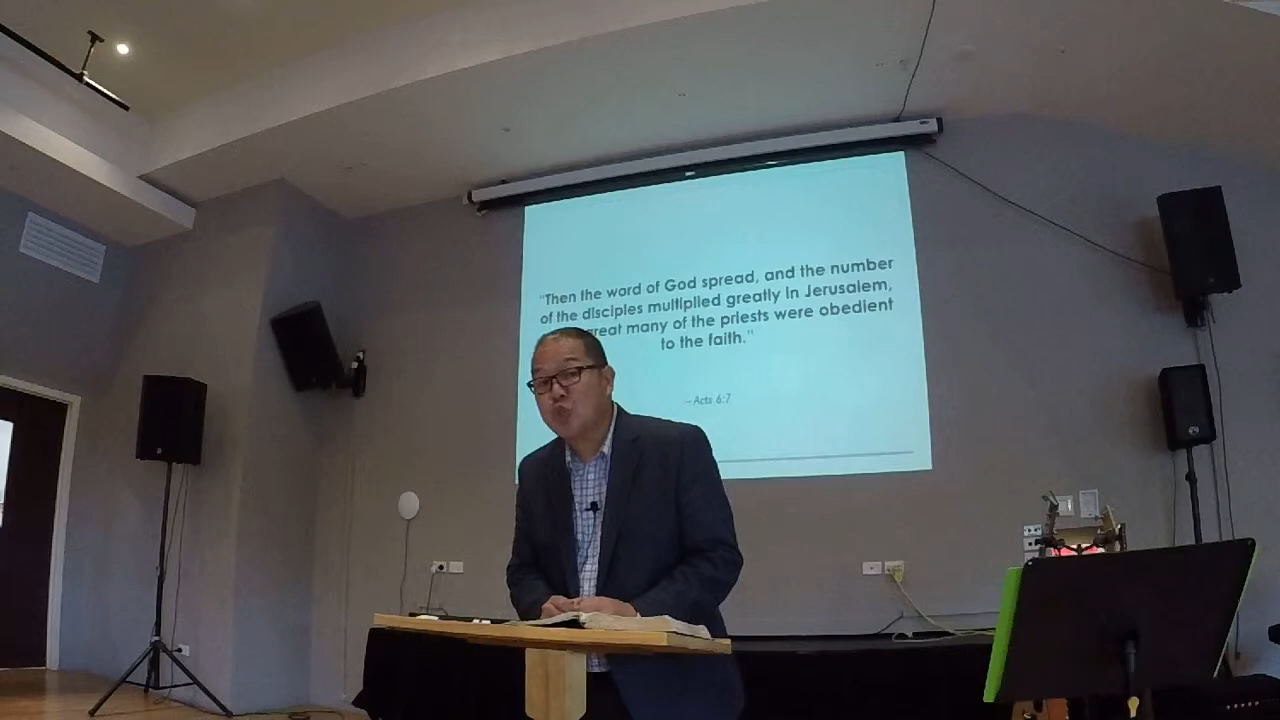 "Then the word of God spread, and the number
of the disciples multiplied greatly in Jerusalem,
great many of the priests were obedient
to the faith."
– Acts 6:7